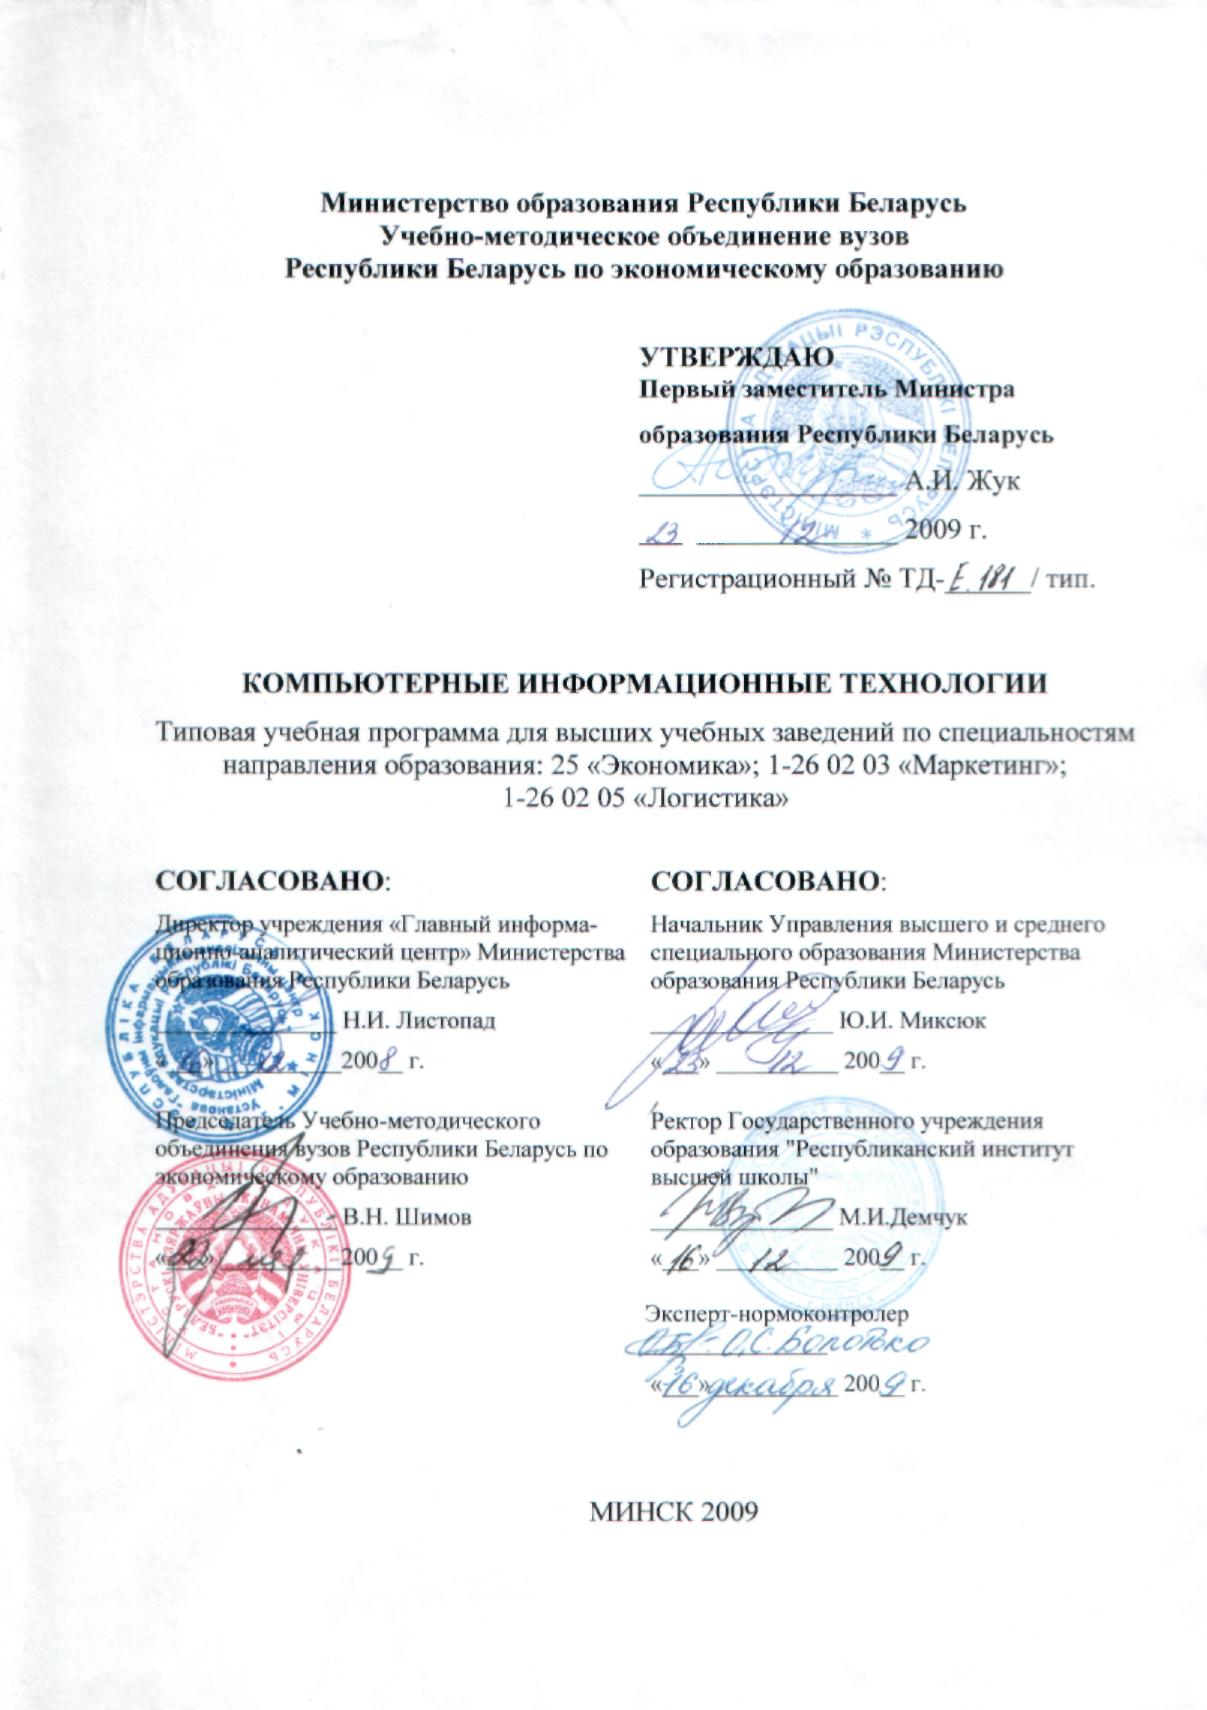 Министерство образования Республики Беларусь
Учебно-методическое объединение вузов
Республики Беларусь по экономическому образованию
УТВЕРЖДАЮ
Первый заместитель Министра
образования Республики Беларусь
А.И. Жук
23 12 2009 г.
Регистрационный № ТД-E.181/ тип.
КОМПЬЮТЕРНЫЕ ИНФОРМАЦИОННЫЕ ТЕХНОЛОГИИ
Типовая учебная программа для высших учебных заведений по специальностям
направления образования: 25 «Экономика»; 1-26 02 03 «Маркетинг»;
1-26 02 05 «Логистика»
СОГЛАСОВАНО:
Директор учреждения «Главный информа-
ционно-аналитический центр» Министерства
образования Республики Беларусь
Н.И. Листопад
12 2008 г.
Председатель Учебно-методического
объединения вузов Республики Беларусь по
экономическому образованию
В.Н. Шимов
«22» мая 2009 г.
СОГЛАСОВАНО:
Начальник Управления высшего и среднего
специального образования Министерства
образования Республики Беларусь
Ю.И. Миксюк
«23» 12 2009 г.
Ректор Государственного учреждения
образования "Республиканский институт
высшей школы"
М.И.Демчук
«16» 12 2009 г.
Эксперт-нормоконтролер
О.С.
«16» декабря 2009 г.
МИНСК 2009